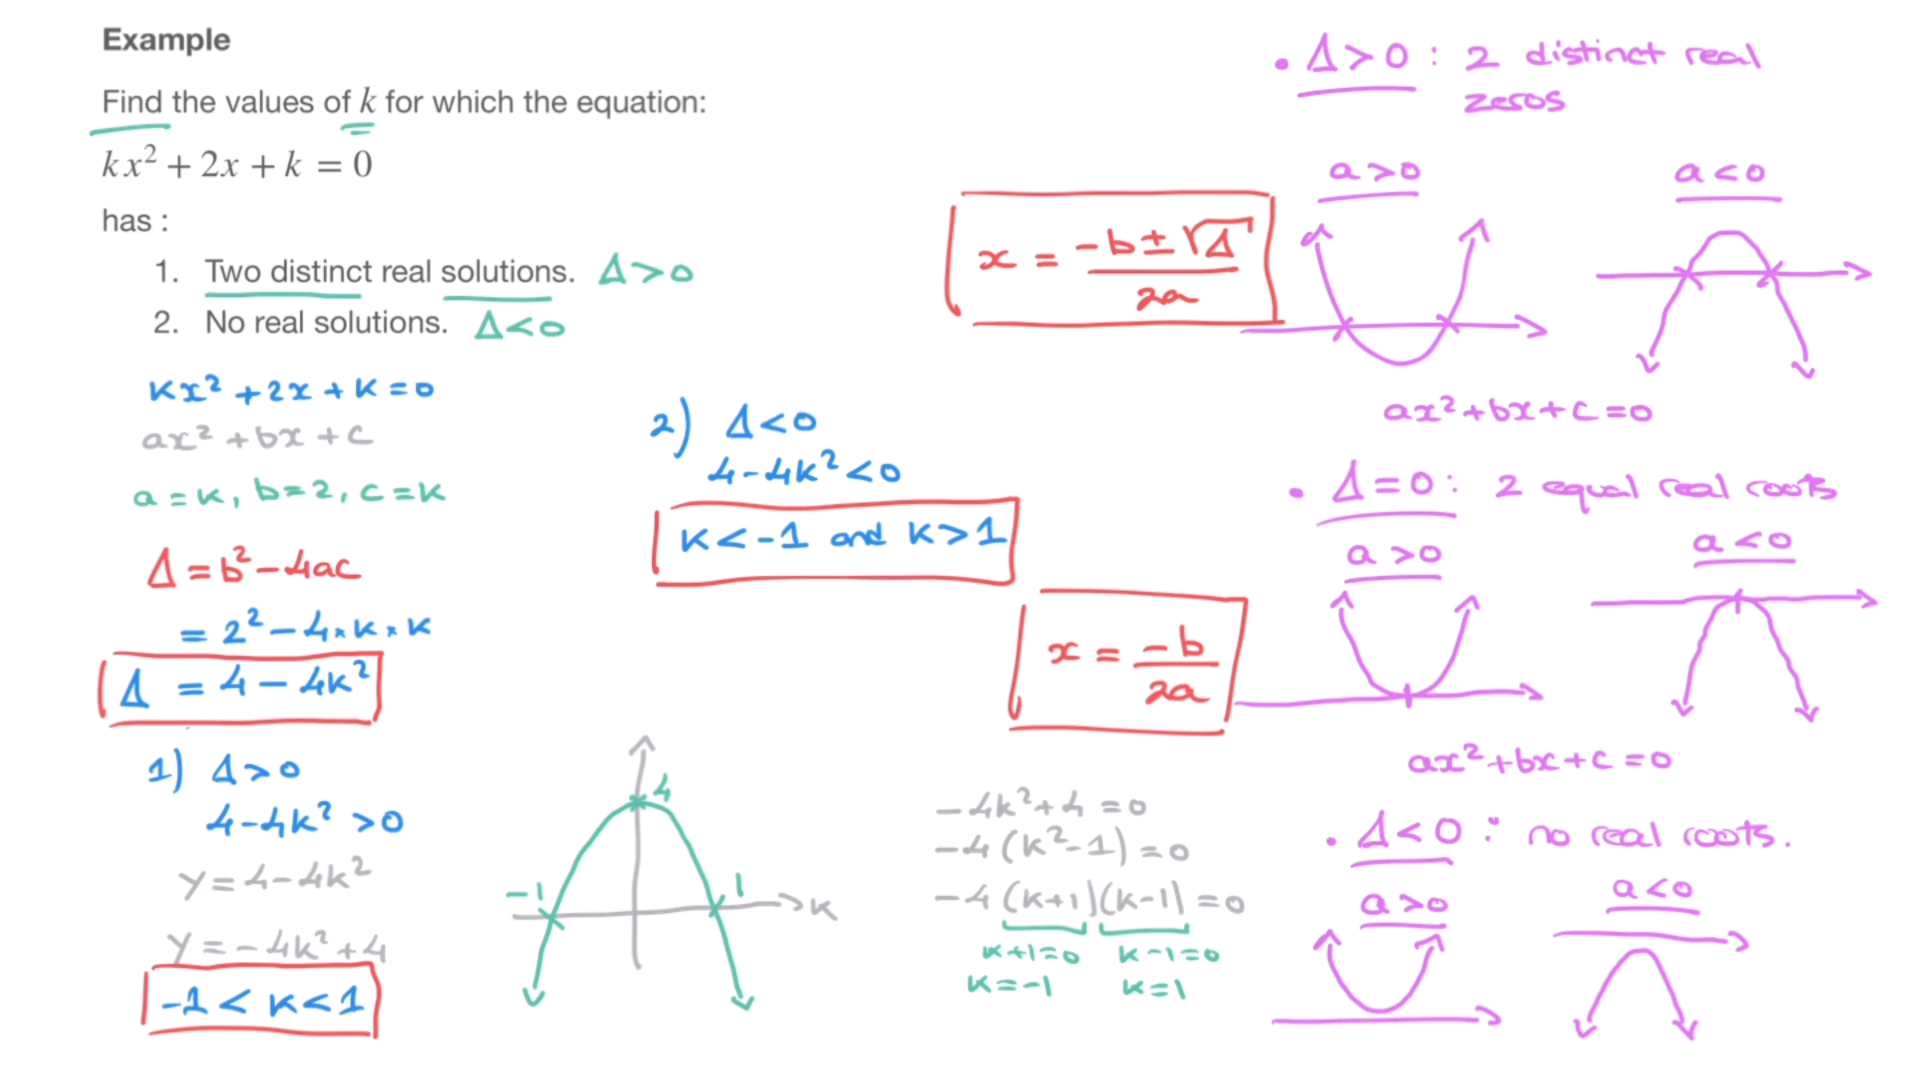 Example
Find the values of k for which the equation:
kx² + 2x + k = 0
has :
1. Two distinct real solutions. Δ>0
2. No real solutions. Δ<0
kx² + 2x + k = 0
ax² + bx + c
a = k, b = 2, c = k
Δ = b² - 4ac
= 2² - 4 × k × k
Δ = 4 - 4k²
1) Δ>0
4 - 4k² > 0
y = 4 - 4k²
y = -4k² + 4
-1 < k < 1
2) Δ<0
4 - 4k² < 0
k < -1 and k > 1
4
-1
1
k
-4k² + 4 = 0
-4(k² - 1) = 0
-4(k+1)(k-1) = 0
k+1=0 k-1=0
k=-1 k=1
x = (-b ± √Δ)/2a
x = -b/2a
• Δ>0 : 2 distinct real
zeros
a>0 a<0
ax² + bx + c = 0
• Δ=0 : 2 equal real roots
a>0 a<0
ax² + bx + c = 0
• Δ<0 : no real roots.
a>0 a<0